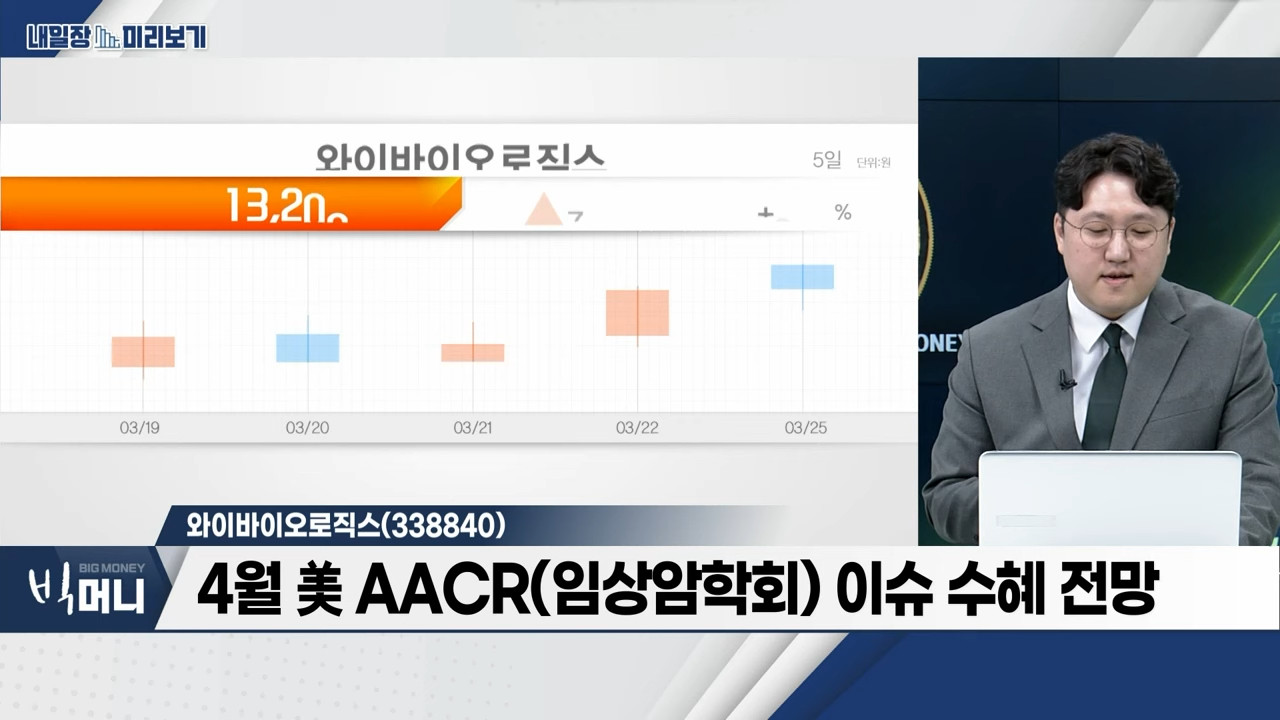 내일장 미리보기
와이바이오로직스
5일 단위:원
%
03/19 03/20 03/21 03/22 03/25
와이바이오로직스(338840)
BIG MONEY
빅머니
4월 美 AACR(임상암학회) 이슈 수혜 전망